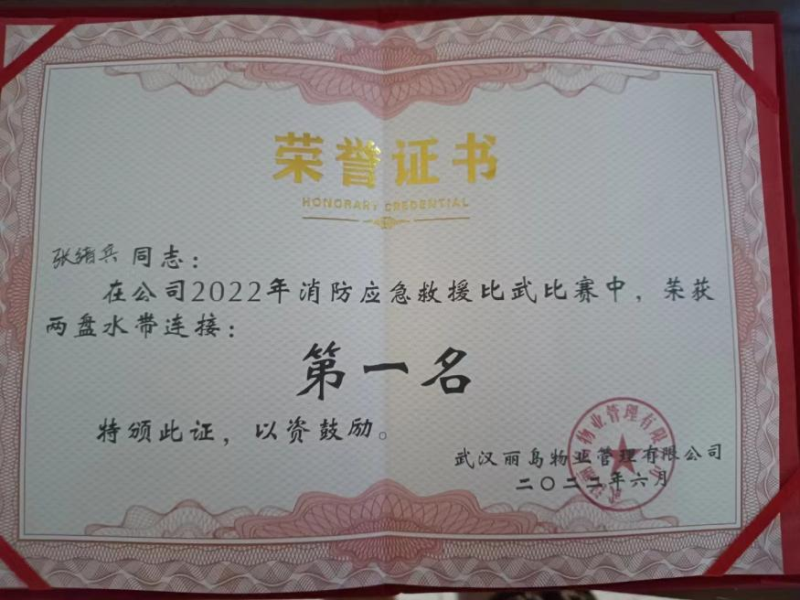 荣誉证书
HONORARY CREDENTIAL
张绪兵 同志：
在公司2022年消防应急救援比武比赛中，荣获
两盘水带连接：
第一名
特颁此证，以资鼓励。
武汉丽岛物业管理有限公司
二〇二二年六月